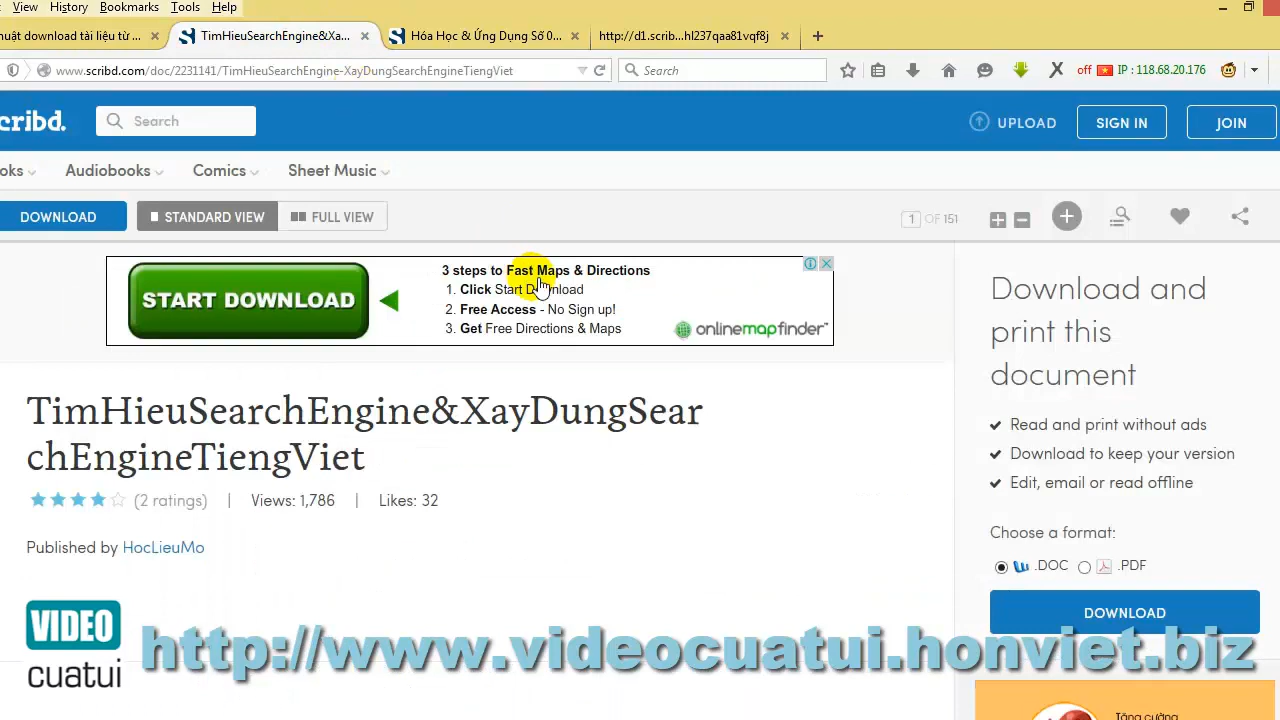 View History Bookmarks Tools Help
huật download tài liệu từ ... TimHieuSearchEngine&Xa... Hóa Học & Ứng Dụng Số 0... http://d1.scrib...hl237qaa81vqf8j
www.scribd.com/doc/2231141/TimHieuSearchEngine-XayDungSearchEngineTiengViet Search off IP : 118.68.20.176
cribd. Search UPLOAD SIGN IN JOIN
oks Audiobooks Comics Sheet Music
DOWNLOAD STANDARD VIEW FULL VIEW 1 OF 151
START DOWNLOAD
3 steps to Fast Maps & Directions
1. Click Start Download
2. Free Access - No Sign up!
3. Get Free Directions & Maps
onlinemapfinder™
TimHieuSearchEngine&XayDungSear
chEngineTiengViet
(2 ratings) | Views: 1,786 | Likes: 32
Published by HocLieuMo
Download and
print this
document
Read and print without ads
Download to keep your version
Edit, email or read offline
Choose a format:
.DOC .PDF
DOWNLOAD
VIDEO
cuatui
http://www.videocuatui.honviet.biz
Tăng cường